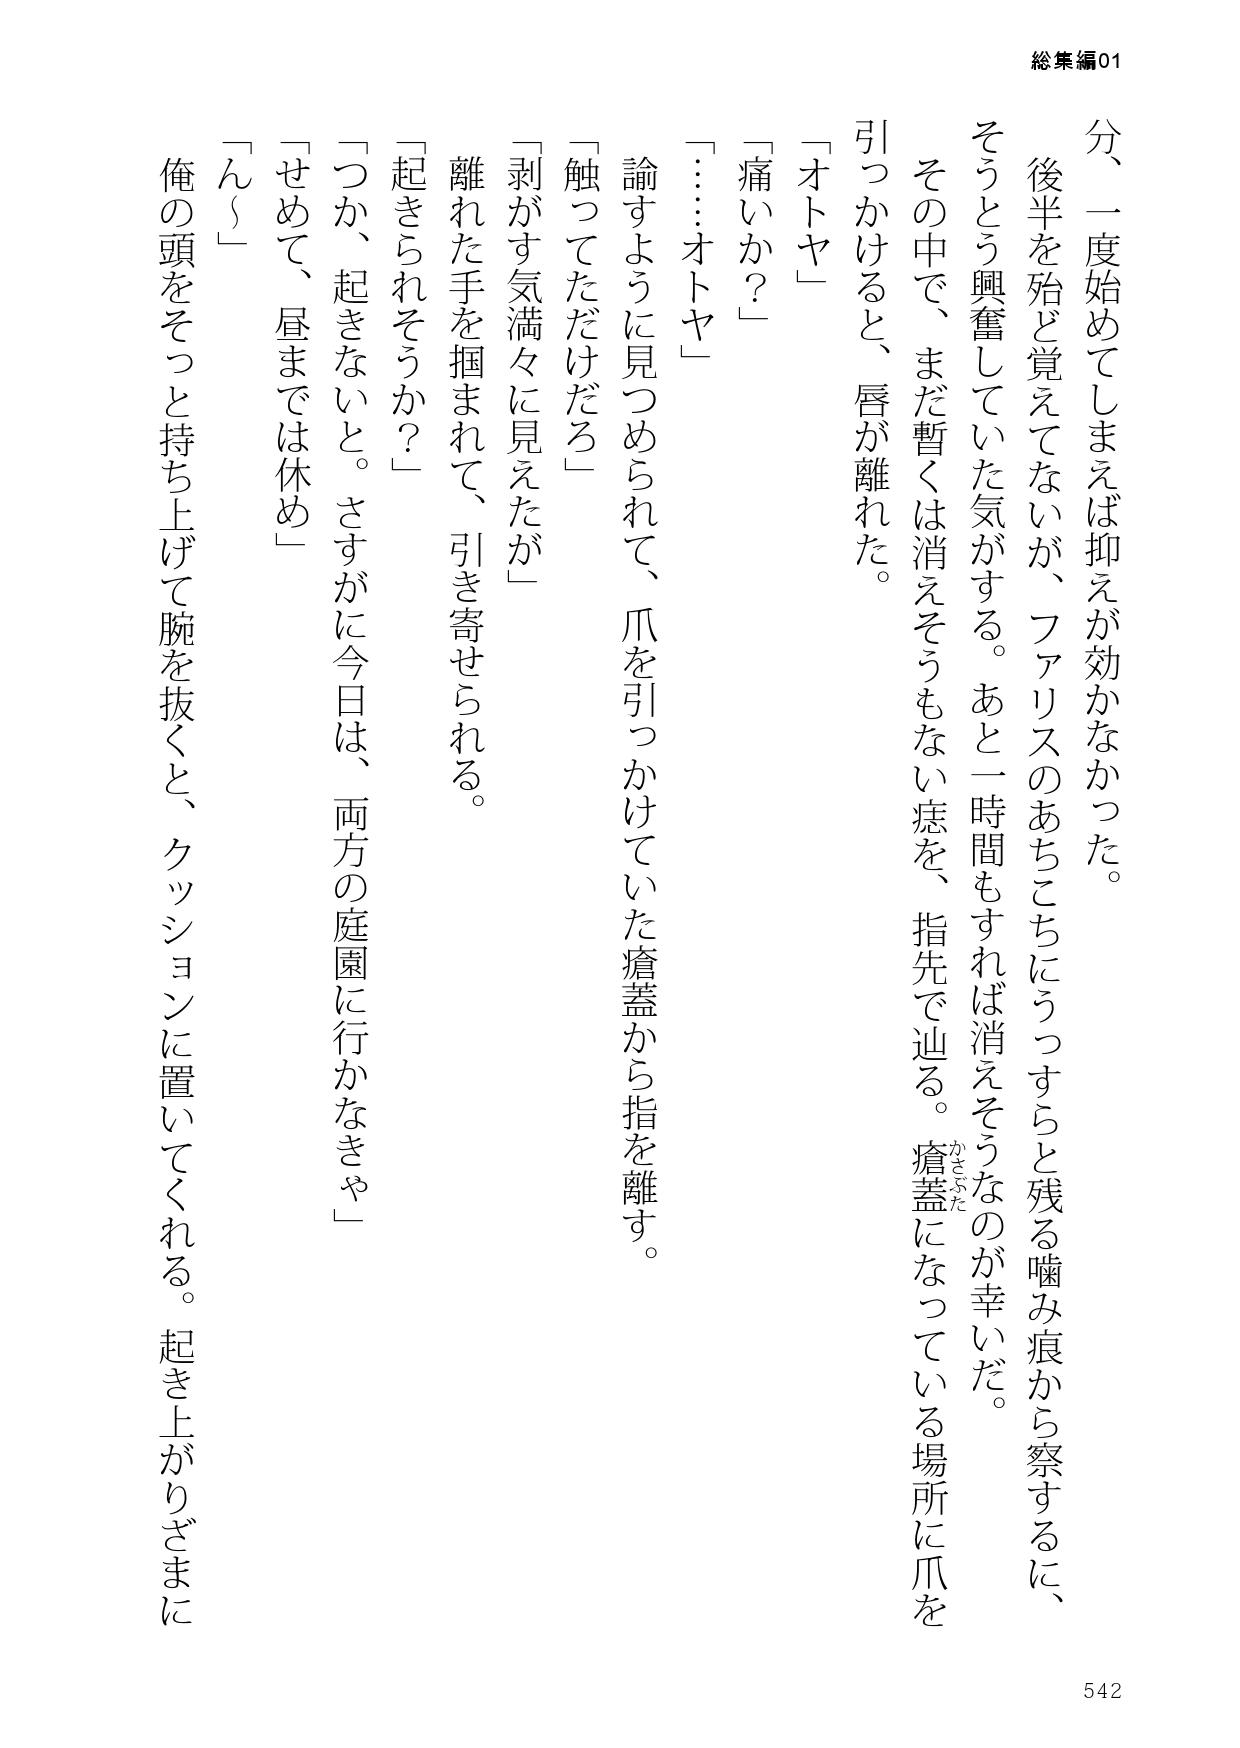 総集編01
分、一度始めてしまえば抑えが効かなかった。
後半を殆ど覚えてないが、ファリスのあちこちにうっすらと残る噛み痕から察するに、
そうとう興奮していた気がする。あと一時間もすれば消えそうなのが幸いだ。
その中で、まだ暫くは消えそうもない痣を、指先で辿る。瘡蓋になっている場所に爪を
かさぶた
引っかけると、唇が離れた。
「オトヤ」
「痛いか？」
「……オトヤ」
諭すように見つめられて、爪を引っかけていた瘡蓋から指を離す。
「触ってただけだろ」
「剥がす気満々に見えたが」
離れた手を掴まれて、引き寄せられる。
「起きられそうか？」
「つか、起きないと。さすがに今日は、両方の庭園に行かなきゃ」
「せめて、昼までは休め」
「ん〜」
俺の頭をそっと持ち上げて腕を抜くと、クッションに置いてくれる。起き上がりざまに
542